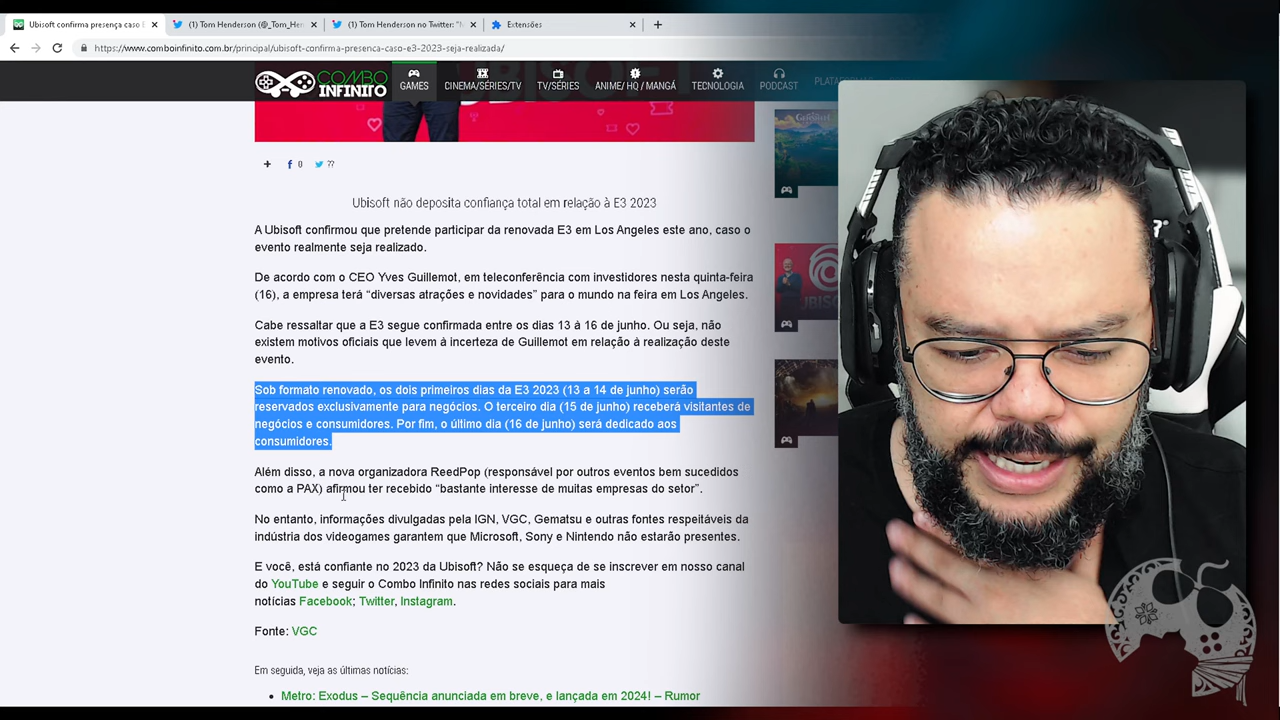 Ubisoft confirma presença caso E
(1) Tom Henderson (@_Tom_Hen
(1) Tom Henderson no Twitter: "
Extensões
https://www.comboinfinito.com.br/principal/ubisoft-confirma-presenca-caso-e3-2023-seja-realizada/
COMBO INFINITO
GAMES
CINEMA/SÉRIES/TV
TV/SÉRIES
ANIME/ HQ / MANGÁ
TECNOLOGIA
PODCAST
0
??
Ubisoft não deposita confiança total em relação à E3 2023
A Ubisoft confirmou que pretende participar da renovada E3 em Los Angeles este ano, caso o
evento realmente seja realizado.
De acordo com o CEO Yves Guillemot, em teleconferência com investidores nesta quinta-feira
(16), a empresa terá “diversas atrações e novidades” para o mundo na feira em Los Angeles.
Cabe ressaltar que a E3 segue confirmada entre os dias 13 à 16 de junho. Ou seja, não
existem motivos oficiais que levem à incerteza de Guillemot em relação à realização deste
evento.
Sob formato renovado, os dois primeiros dias da E3 2023 (13 a 14 de junho) serão
reservados exclusivamente para negócios. O terceiro dia (15 de junho) receberá visitantes de
negócios e consumidores. Por fim, o último dia (16 de junho) será dedicado aos
consumidores.
Além disso, a nova organizadora ReedPop (responsável por outros eventos bem sucedidos
como a PAX) afirmou ter recebido “bastante interesse de muitas empresas do setor”.
No entanto, informações divulgadas pela IGN, VGC, Gematsu e outras fontes respeitáveis da
indústria dos videogames garantem que Microsoft, Sony e Nintendo não estarão presentes.
E você, está confiante no 2023 da Ubisoft? Não se esqueça de se inscrever em nosso canal
do YouTube e seguir o Combo Infinito nas redes sociais para mais
notícias Facebook; Twitter, Instagram.
Fonte: VGC
Em seguida, veja as últimas notícias:
Metro: Exodus – Sequência anunciada em breve, e lançada em 2024! – Rumor